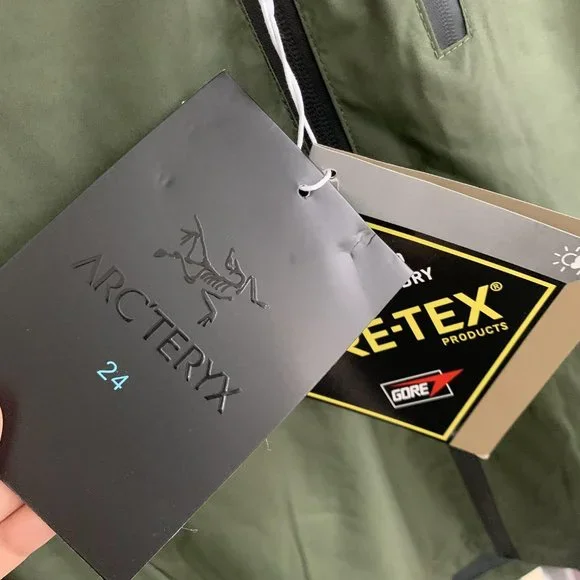 ARC'TERYX
24
RE-TEX®
PRODUCTS
GORE